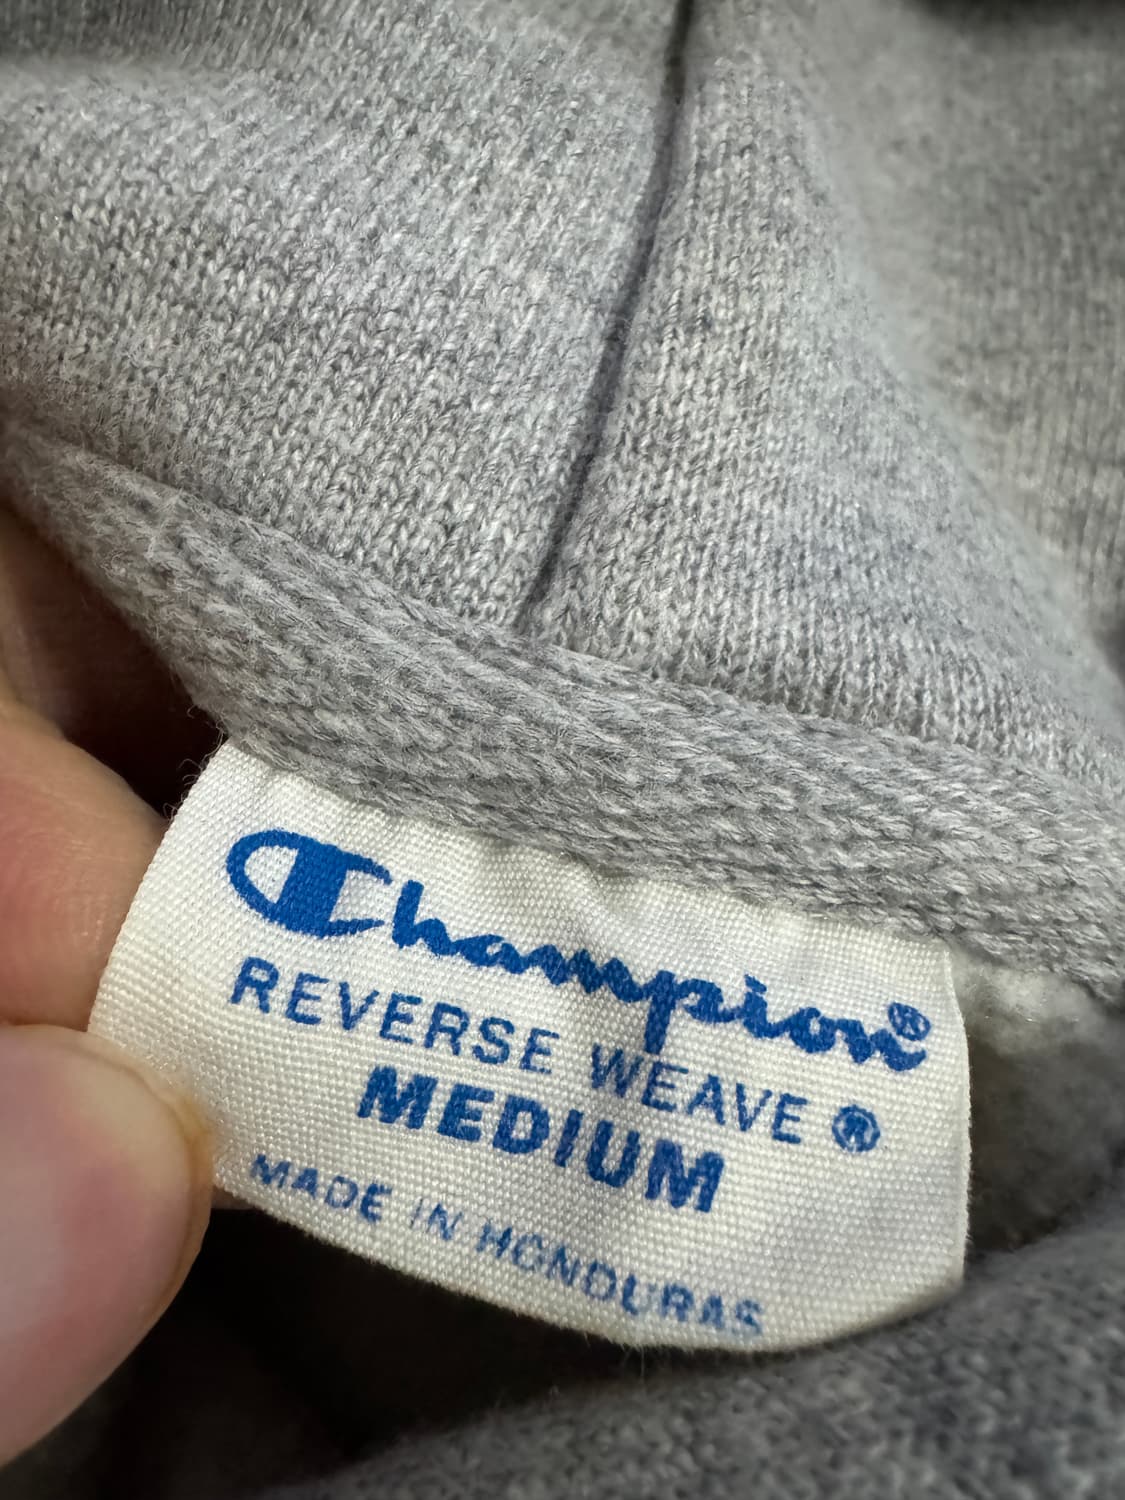 Champion®
REVERSE WEAVE ®
MEDIUM
MADE IN HONDURAS